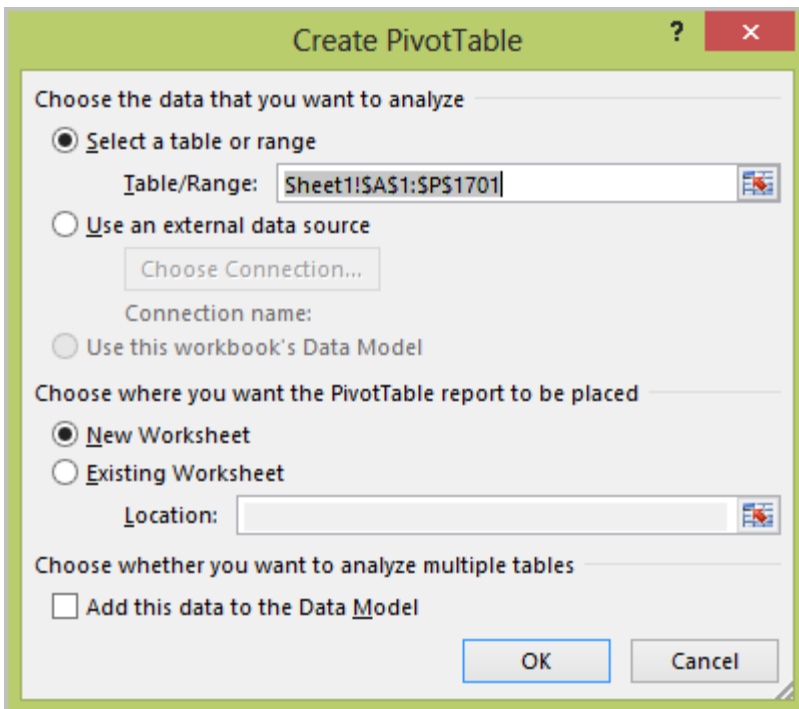 Create PivotTable ?
Choose the data that you want to analyze
Select a table or range
Table/Range: Sheet1!$A$1:$P$1701
Use an external data source
Choose Connection...
Connection name:
Use this workbook's Data Model
Choose where you want the PivotTable report to be placed
New Worksheet
Existing Worksheet
Location:
Choose whether you want to analyze multiple tables
Add this data to the Data Model
OK Cancel